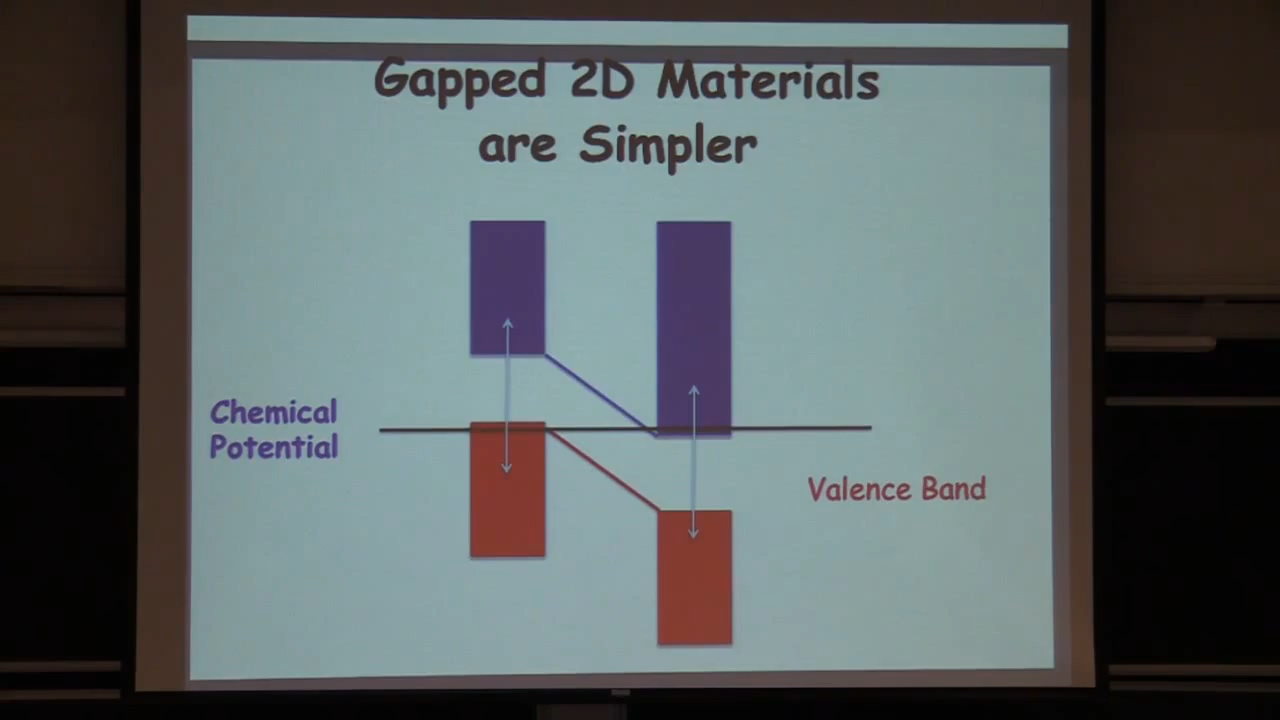 Gapped 2D Materials
are Simpler
Chemical
Potential
Valence Band